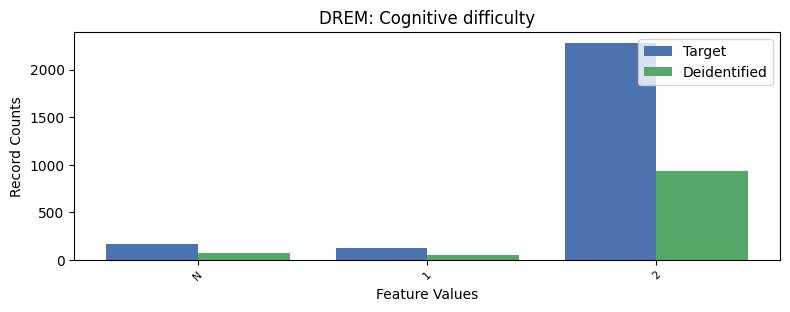 DREM: Cognitive difficulty
Target
Deidentified
Record Counts
2000
1500
1000
500
0
N
1
2
Feature Values